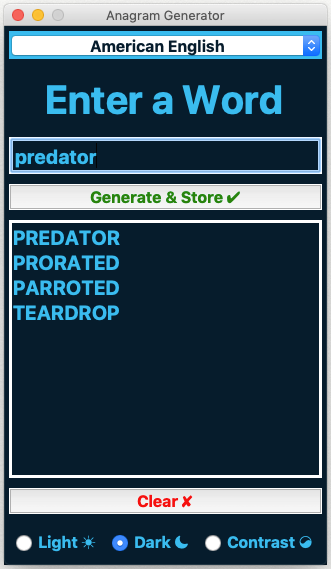 Anagram Generator
American English
Enter a Word
predator
Generate & Store ✔
PREDATOR
PRORATED
PARROTED
TEARDROP
Clear ✘
Light ☀ Dark ☾ Contrast ☯